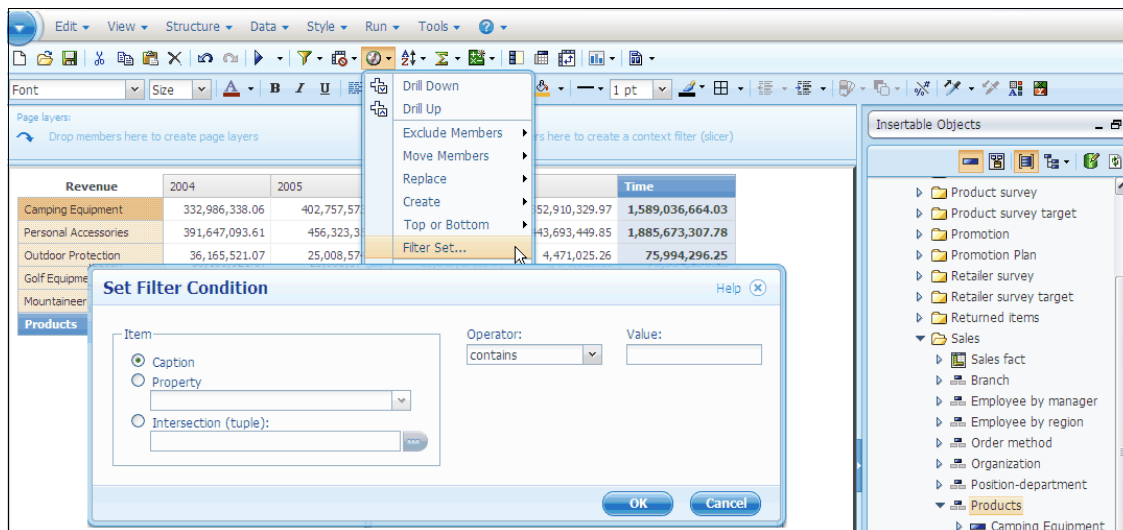 Edit View Structure Data Style Run Tools
Font Size A B I U 1 pt
Page layers:
Drop members here to create page layers
rs here to create a context filter (slicer)
Drill Down
Drill Up
Exclude Members
Move Members
Replace
Create
Top or Bottom
Filter Set...
Revenue 2004 2005 Time
Camping Equipment 332,986,338.06 402,757,57 352,910,329.97 1,589,036,664.03
Personal Accessories 391,647,093.61 456,323,3 43,693,449.85 1,885,673,307.78
Outdoor Protection 36,165,521.07 25,008,57 4,471,025.26 75,994,296.25
Golf Equipme
Mountaineer
Products
Set Filter Condition Help
Item
Caption
Property
Intersection (tuple):
Operator: Value:
contains
OK Cancel
Insertable Objects
Product survey
Product survey target
Promotion
Promotion Plan
Retailer survey
Retailer survey target
Returned items
Sales
Sales fact
Branch
Employee by manager
Employee by region
Order method
Organization
Position-department
Products
Camping Equipment